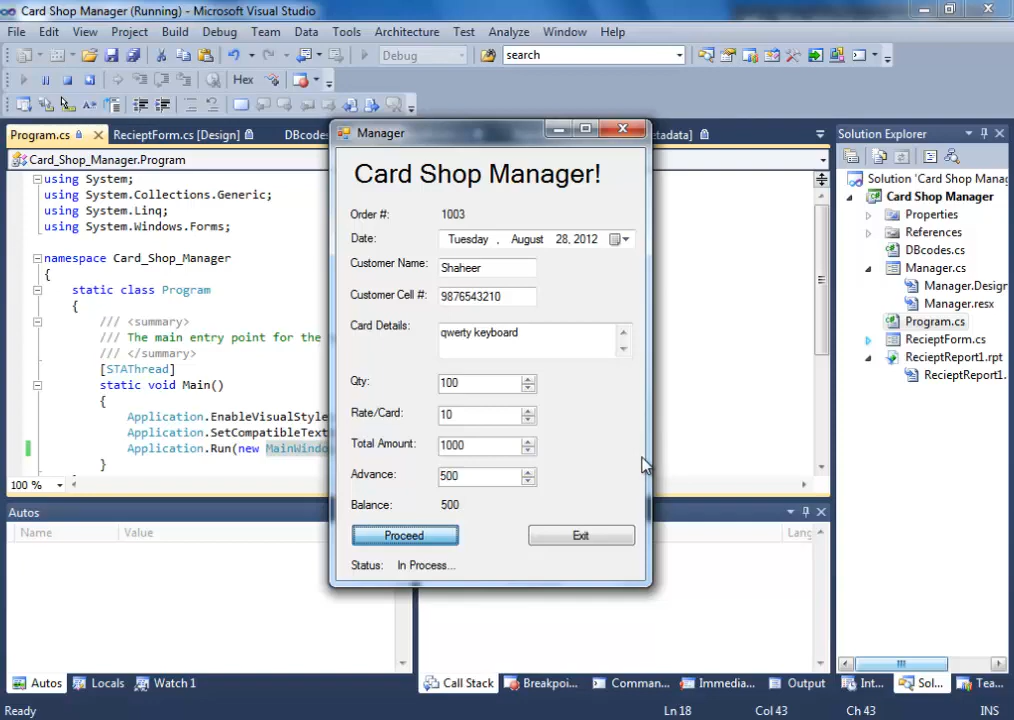 Card Shop Manager (Running) - Microsoft Visual Studio
File Edit View Project Build Debug Team Data Tools Architecture Test Analyze Window Help
Debug search
Hex
Program.cs RecieptForm.cs [Design] DBcodes etadata]
Card_Shop_Manager.Program
using System;
using System.Collections.Generic;
using System.Linq;
using System.Windows.Forms;
namespace Card_Shop_Manager
{
static class Program
{
/// <summary>
/// The main entry point for the
/// </summary>
[STAThread]
static void Main()
{
Application.EnableVisualStyle
Application.SetCompatibleText
Application.Run(new MainWindo
}
100 %
Manager
Card Shop Manager!
Order #: 1003
Date: Tuesday , August 28, 2012
Customer Name: Shaheer
Customer Cell #: 9876543210
Card Details: qwerty keyboard
Qty: 100
Rate/Card: 10
Total Amount: 1000
Advance: 500
Balance: 500
Proceed Exit
Status: In Process...
Solution Explorer
Solution 'Card Shop Mana
Card Shop Manager
Properties
References
DBcodes.cs
Manager.cs
Manager.Design
Manager.resx
Program.cs
RecieptForm.cs
RecieptReport1.rpt
RecieptReport1.
Autos
Name Value Lang
Autos Locals Watch 1 Call Stack Breakpoi... Comman... Immedia... Output Int... Sol... Tea...
Ready Ln 18 Col 43 Ch 43 INS